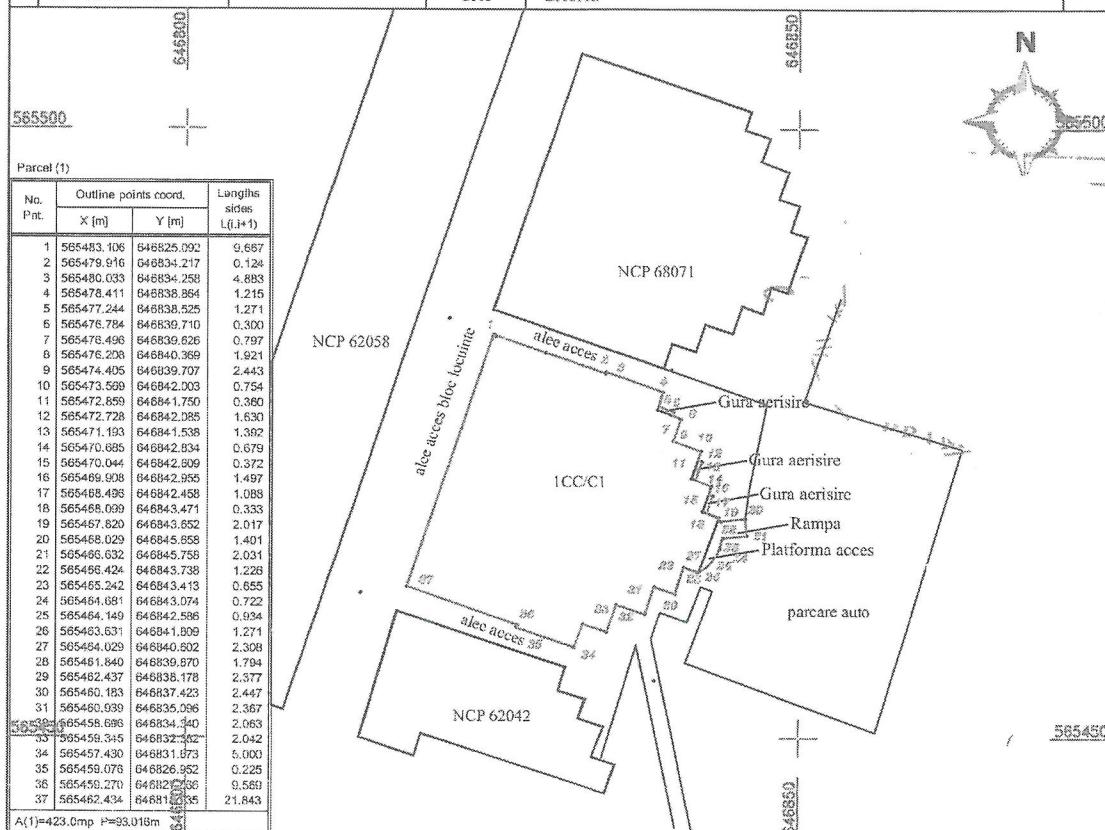 646800
646850
N
565500
565500
Parcel (1)
No. Pnt. Outline points coord. Lengths sides L(i,i+1)
X [m] Y [m]
1 565483.106 646825.092 9.667
2 565479.916 646834.217 0.124
3 565480.033 646834.258 4.883
4 565478.411 646838.864 1.215
5 565477.244 646838.525 1.271
6 565476.784 646839.710 0.300
7 565476.496 646839.626 0.797
8 565476.208 646840.369 1.921
9 565474.405 646839.707 2.443
10 565473.569 646842.003 0.754
11 565472.859 646841.750 0.360
12 565472.728 646842.085 1.630
13 565471.193 646841.538 1.392
14 565470.685 646842.834 0.679
15 565470.044 646842.609 0.372
16 565469.908 646842.955 1.497
17 565468.496 646842.458 1.088
18 565468.099 646843.471 0.333
19 565467.820 646843.652 2.017
20 565468.029 646845.658 1.401
21 565466.632 646845.758 2.031
22 565466.424 646843.738 1.226
23 565465.242 646843.413 0.655
24 565464.681 646843.074 0.722
25 565464.149 646842.586 0.934
26 565463.631 646841.809 1.271
27 565464.029 646840.602 2.308
28 565461.840 646839.870 1.794
29 565462.437 646838.178 2.377
30 565460.183 646837.423 2.447
31 565460.939 646835.096 2.367
565458.696 2.063
33 565459.345 2.042
34 565457.430 646831.673 5.000
35 565459.076 646826.952 0.225
36 565459.270 9.569
37 565462.434 21.843
A(1)=423.0mp P=93.016m
NCP 68071
NCP 62058
alee acces bloc locuinte
alee acces
Gura aerisire
Gura aerisire
1CC/C1
Gura aerisire
Rampa
Platforma acces
parcare auto
alee acces
NCP 62042
565450
565450
646800
646850